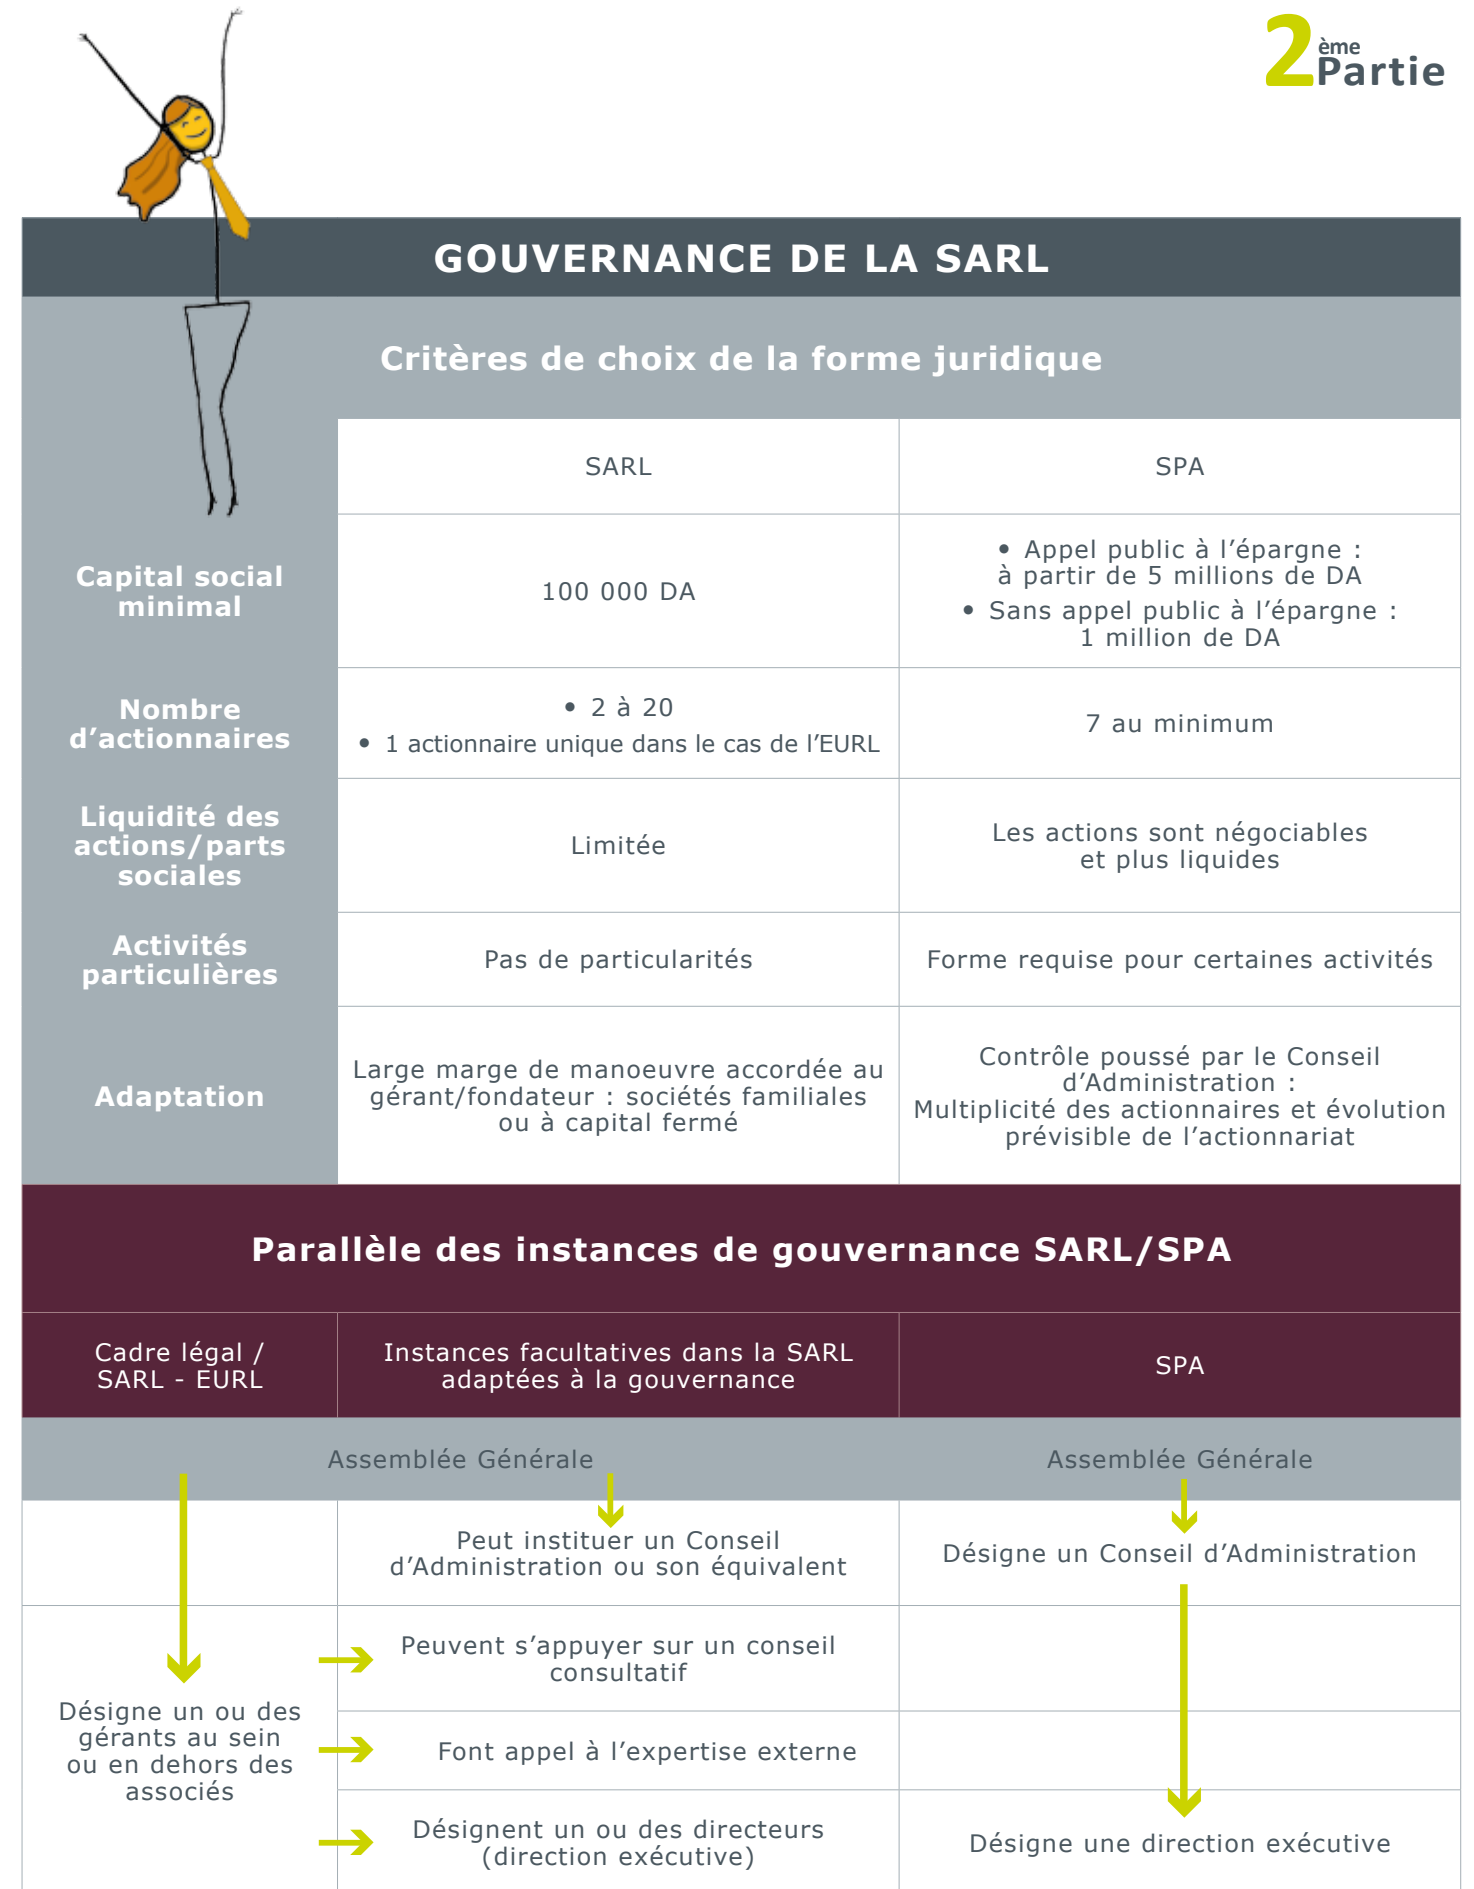 2ème
Partie
GOUVERNANCE DE LA SARL
Critères de choix de la forme juridique
SARL
SPA
Capital social
minimal
100 000 DA
• Appel public à l’épargne :
à partir de 5 millions de DA
• Sans appel public à l’épargne :
1 million de DA
Nombre
d’actionnaires
• 2 à 20
• 1 actionnaire unique dans le cas de l’EURL
7 au minimum
Liquidité des
actions/parts
sociales
Limitée
Les actions sont négociables
et plus liquides
Activités
particulières
Pas de particularités
Forme requise pour certaines activités
Adaptation
Large marge de manoeuvre accordée au
gérant/fondateur : sociétés familiales
ou à capital fermé
Contrôle poussé par le Conseil
d’Administration :
Multiplicité des actionnaires et évolution
prévisible de l’actionnariat
Parallèle des instances de gouvernance SARL/SPA
Cadre légal /
SARL - EURL
Instances facultatives dans la SARL
adaptées à la gouvernance
SPA
Assemblée Générale
Assemblée Générale
Peut instituer un Conseil
d’Administration ou son équivalent
Désigne un Conseil d’Administration
Désigne un ou des
gérants au sein
ou en dehors des
associés
Peuvent s’appuyer sur un conseil
consultatif
Font appel à l’expertise externe
Désignent un ou des directeurs
(direction exécutive)
Désigne une direction exécutive